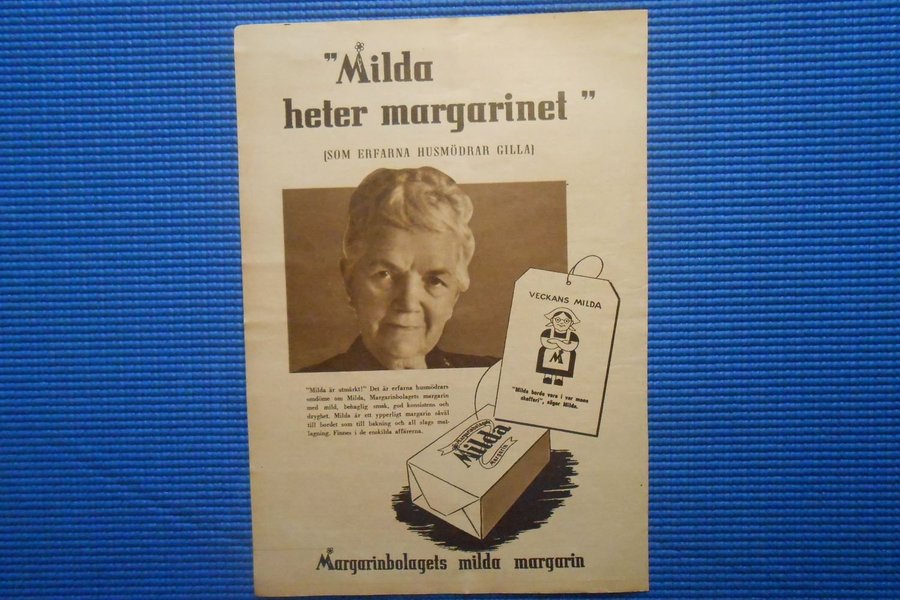 "Milda
heter margarinet"
(SOM ERFARNA HUSMÖDRAR GILLA)
VECKANS MILDA
M
"Milda borde vara i var mans
skafferi", säger Milda.
"Milda är utmärkt!" Det är erfarna husmödrars
omdöme om Milda, Margarinbolagets margarin
med mild, behaglig smak, god konsistens och
dryghet. Milda är ett ypperligt margarin såväl
till bordet som till bakning och all slags mat-
lagning. Finnes i de enskilda affärerna.
Margarinbolagets
Milda
margarin
Margarinbolagets milda margarin